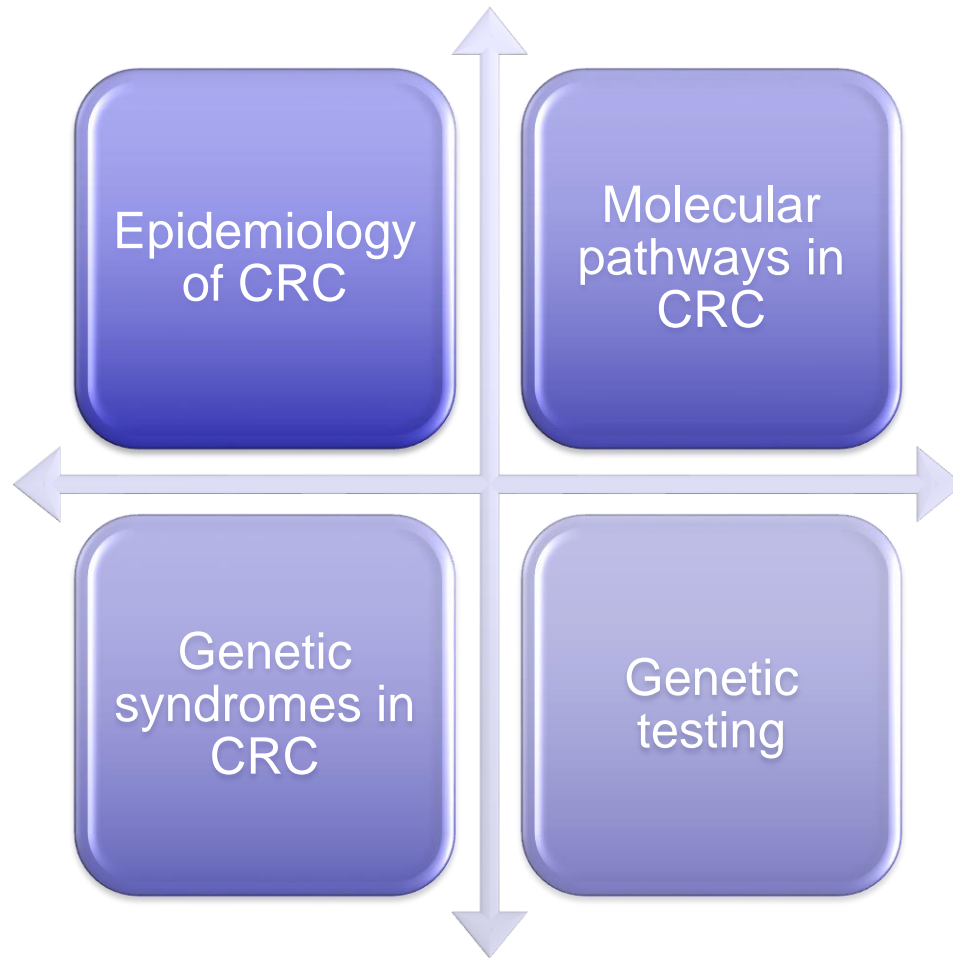 Epidemiology
of CRC
Molecular
pathways in
CRC
Genetic
syndromes in
CRC
Genetic
testing